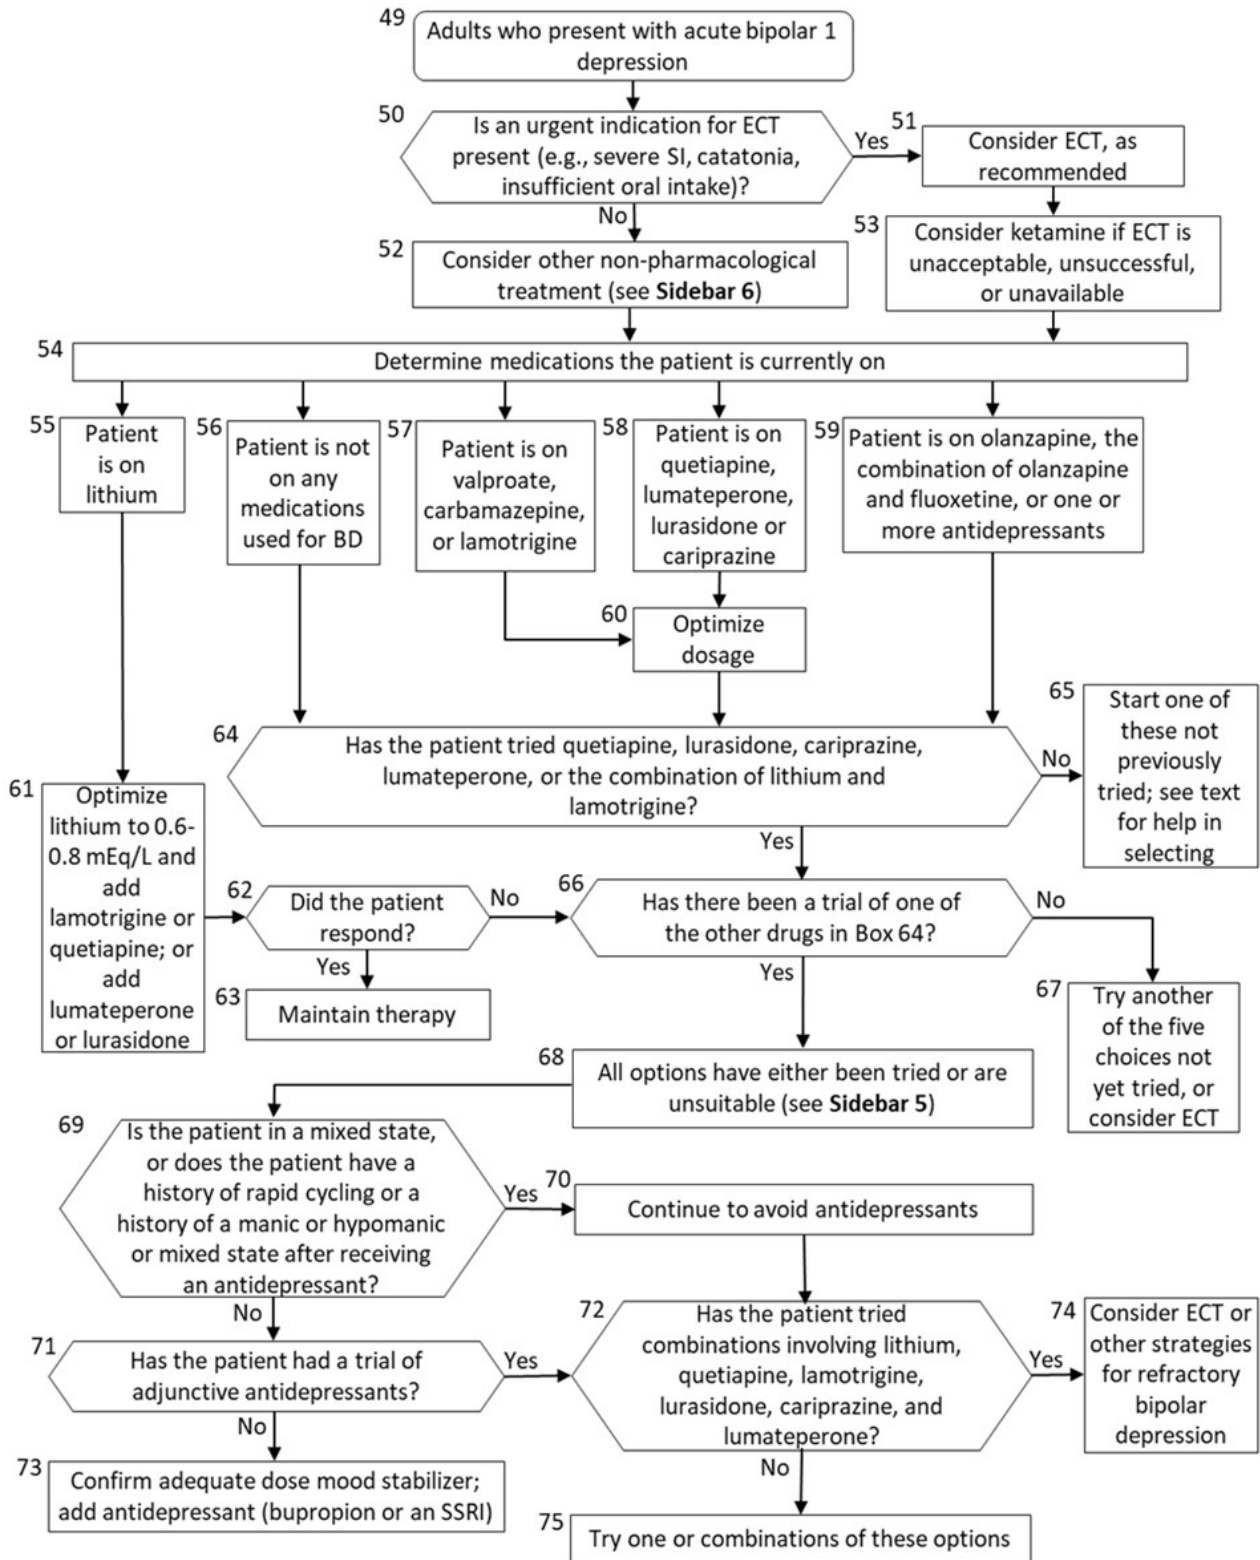 49
Adults who present with acute bipolar 1
depression
50
Is an urgent indication for ECT
present (e.g., severe SI, catatonia,
insufficient oral intake)?
Yes
51
Consider ECT, as
recommended
No
52
Consider other non-pharmacological
treatment (see Sidebar 6)
53
Consider ketamine if ECT is
unacceptable, unsuccessful,
or unavailable
54
Determine medications the patient is currently on
55
Patient
is on
lithium
56
Patient is not
on any
medications
used for BD
57
Patient is on
valproate,
carbamazepine,
or lamotrigine
58
Patient is on
quetiapine,
lumateperone,
lurasidone or
cariprazine
59
Patient is on olanzapine, the
combination of olanzapine
and fluoxetine, or one or
more antidepressants
60
Optimize
dosage
61
Optimize
lithium to 0.6-
0.8 mEq/L and
add
lamotrigine or
quetiapine; or
add
lumateperone
or lurasidone
62
Did the patient
respond?
No
Yes
63
Maintain therapy
64
Has the patient tried quetiapine, lurasidone, cariprazine,
lumateperone, or the combination of lithium and
lamotrigine?
No
65
Start one of
these not
previously
tried; see text
for help in
selecting
Yes
66
Has there been a trial of one of
the other drugs in Box 64?
No
67
Try another
of the five
choices not
yet tried, or
consider ECT
Yes
68
All options have either been tried or are
unsuitable (see Sidebar 5)
69
Is the patient in a mixed state,
or does the patient have a
history of rapid cycling or a
history of a manic or hypomanic
or mixed state after receiving
an antidepressant?
Yes
70
Continue to avoid antidepressants
No
71
Has the patient had a trial of
adjunctive antidepressants?
Yes
72
Has the patient tried
combinations involving lithium,
quetiapine, lamotrigine,
lurasidone, cariprazine, and
lumateperone?
Yes
74
Consider ECT or
other strategies
for refractory
bipolar
depression
No
73
Confirm adequate dose mood stabilizer;
add antidepressant (bupropion or an SSRI)
No
75
Try one or combinations of these options